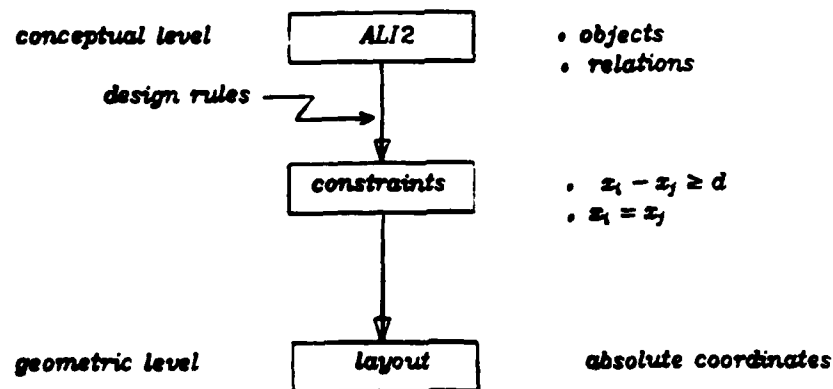 conceptual level ALI2 • objects
• relations
design rules
constraints • x_i - x_j ≥ d
• x_i = x_j
geometric level layout absolute coordinates